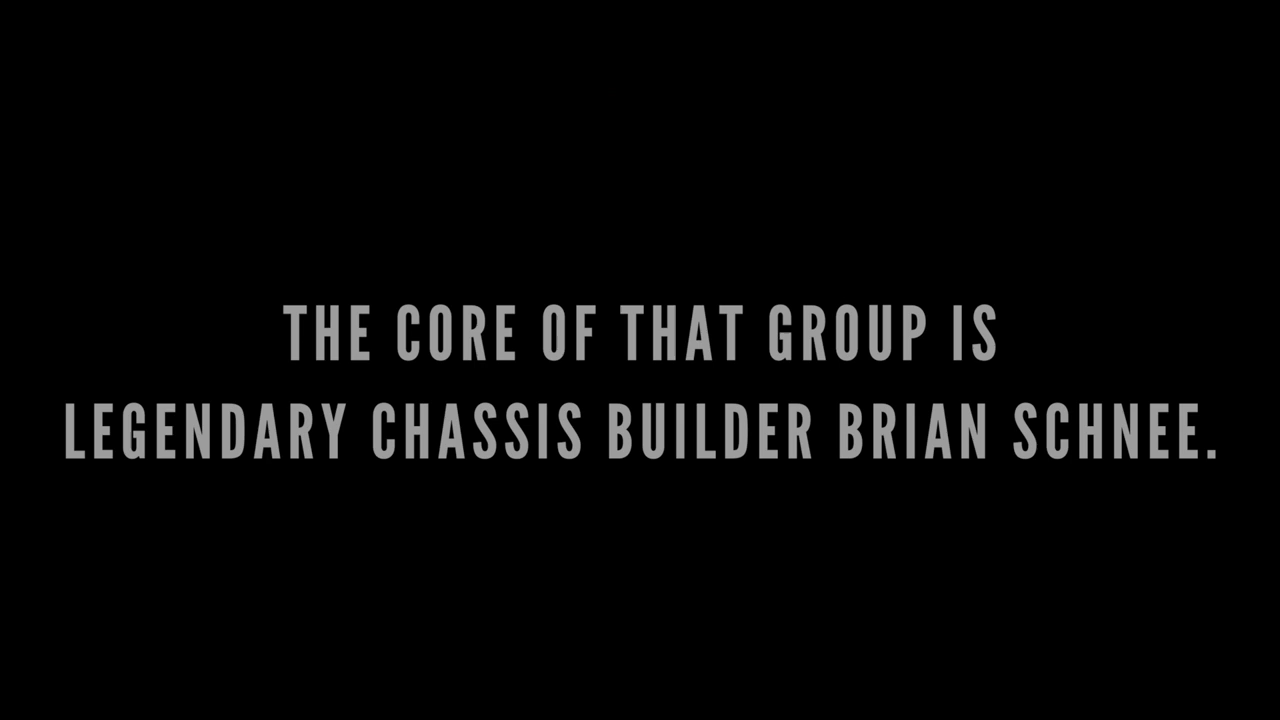 THE CORE OF THAT GROUP IS
LEGENDARY CHASSIS BUILDER BRIAN SCHNEE.